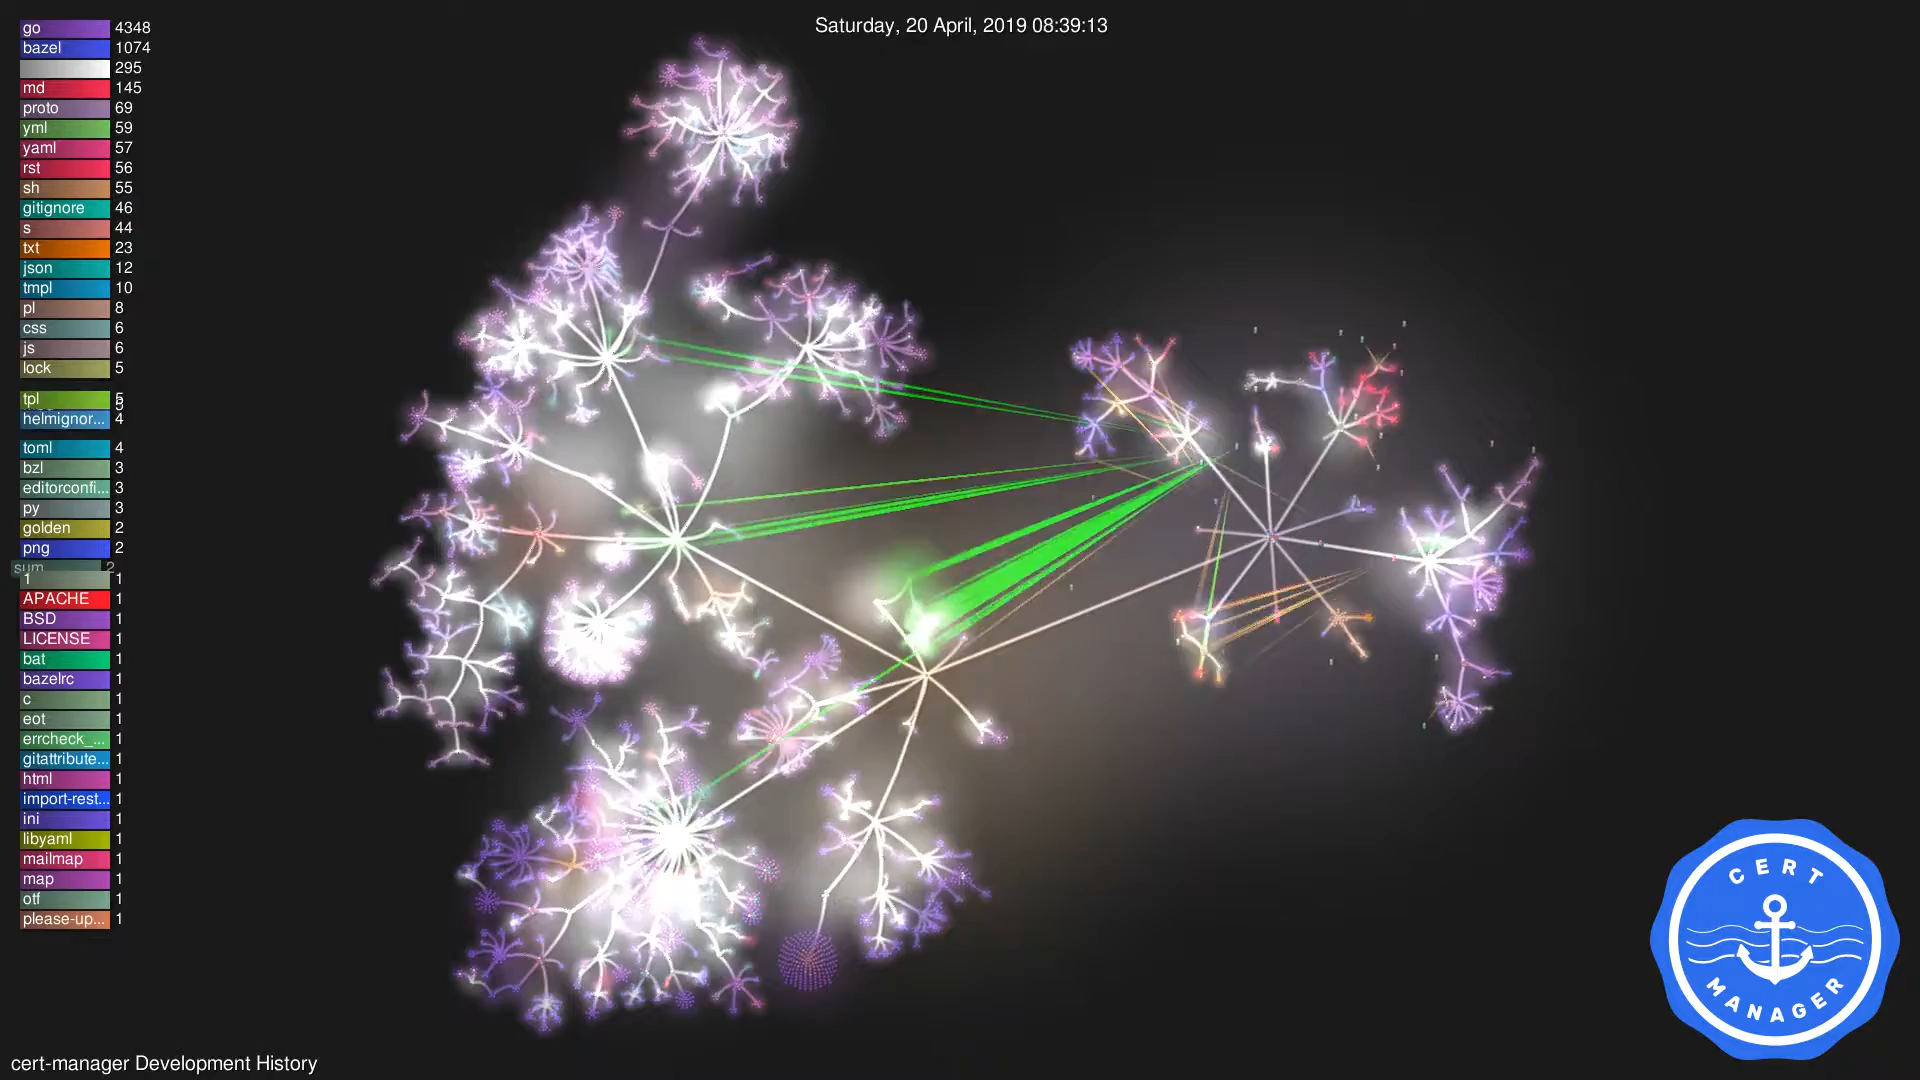 Saturday, 20 April, 2019 08:39:13
go 4348
bazel 1074
295
md 145
proto 69
yml 59
yaml 57
rst 56
sh 55
gitignore 46
s 44
txt 23
json 12
tmpl 10
pl 8
css 6
js 6
lock 5
tpl 5
helmignor... 4
toml 4
bzl 3
editorconfi... 3
py 3
golden 2
png 2
sum 2
1 1
APACHE 1
BSD 1
LICENSE 1
bat 1
bazelrc 1
c 1
eot 1
errcheck_... 1
gitattribute... 1
html 1
import-rest... 1
ini 1
libyaml 1
mailmap 1
map 1
otf 1
please-up... 1
CERT
MANAGER
cert-manager Development History